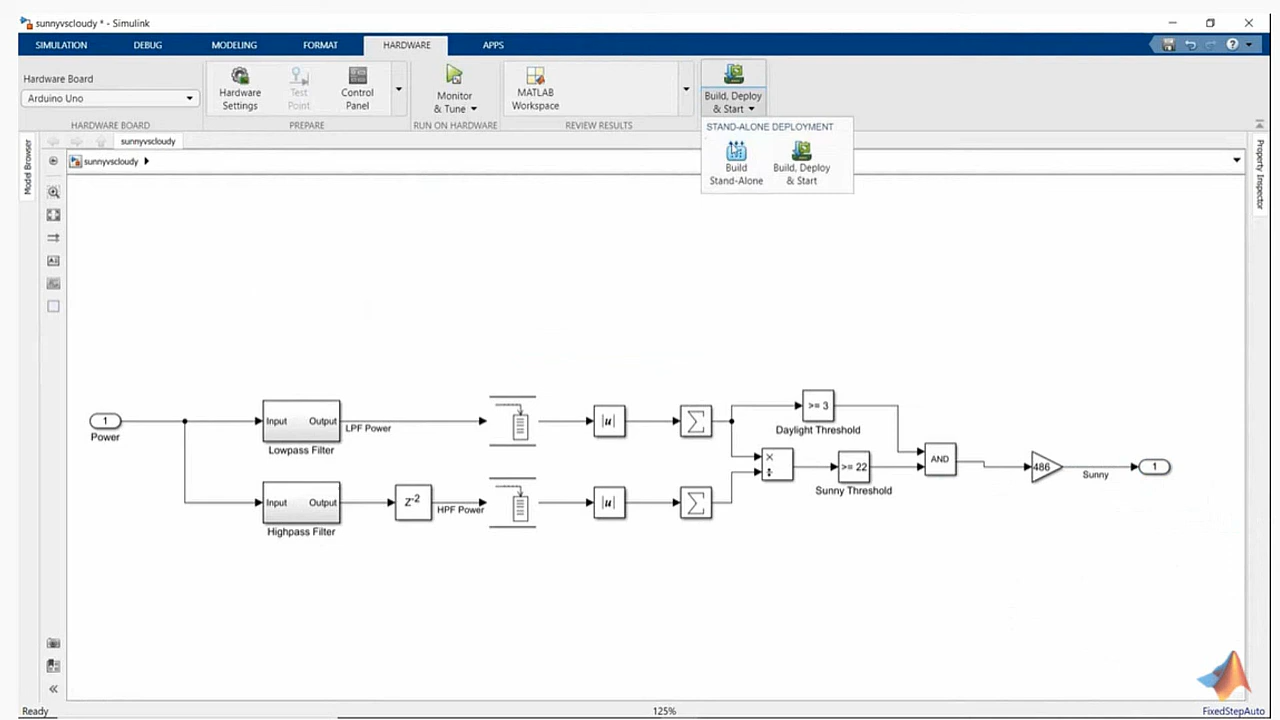 sunnyvscloudy * - Simulink
SIMULATION DEBUG MODELING FORMAT HARDWARE APPS
Hardware Board
Arduino Uno
Hardware Settings
Test Point
Control Panel
Monitor & Tune
MATLAB Workspace
Build, Deploy & Start
HARDWARE BOARD PREPARE RUN ON HARDWARE REVIEW RESULTS
STAND-ALONE DEPLOYMENT
Build Stand-Alone
Build, Deploy & Start
Model Browser
Property Inspector
sunnyvscloudy
sunnyvscloudy
1
Power
Input Output
Lowpass Filter
LPF Power
|u|
∑
>= 3
Daylight Threshold
×
÷
>= 22
Sunny Threshold
AND
486
Sunny
1
Input Output
Highpass Filter
Z-2
HPF Power
|u|
∑
Ready
125%
FixedStepAuto